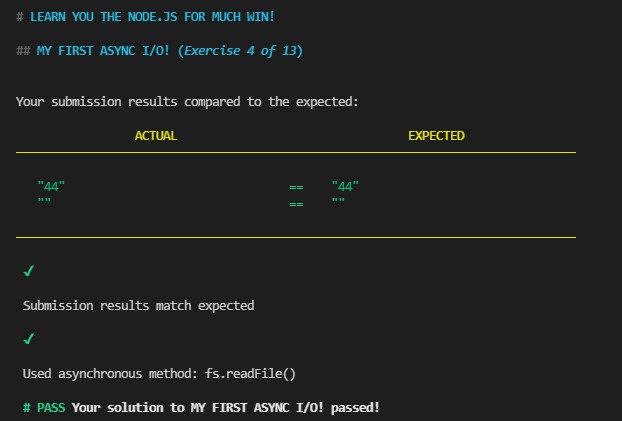 # LEARN YOU THE NODE.JS FOR MUCH WIN!
## MY FIRST ASYNC I/O! (Exercise 4 of 13)
Your submission results compared to the expected:
ACTUAL EXPECTED
"44" == "44"
"" == ""
✓
Submission results match expected
✓
Used asynchronous method: fs.readFile()
# PASS Your solution to MY FIRST ASYNC I/O! passed!